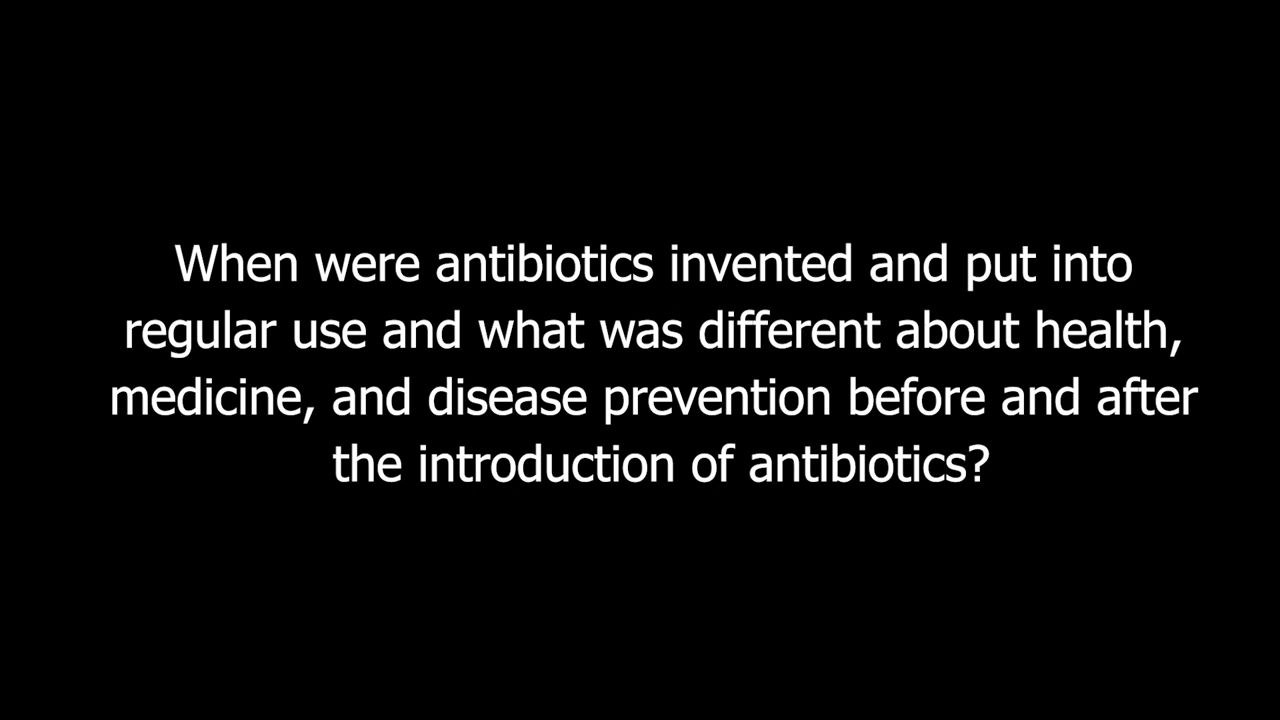 When were antibiotics invented and put into
regular use and what was different about health,
medicine, and disease prevention before and after
the introduction of antibiotics?